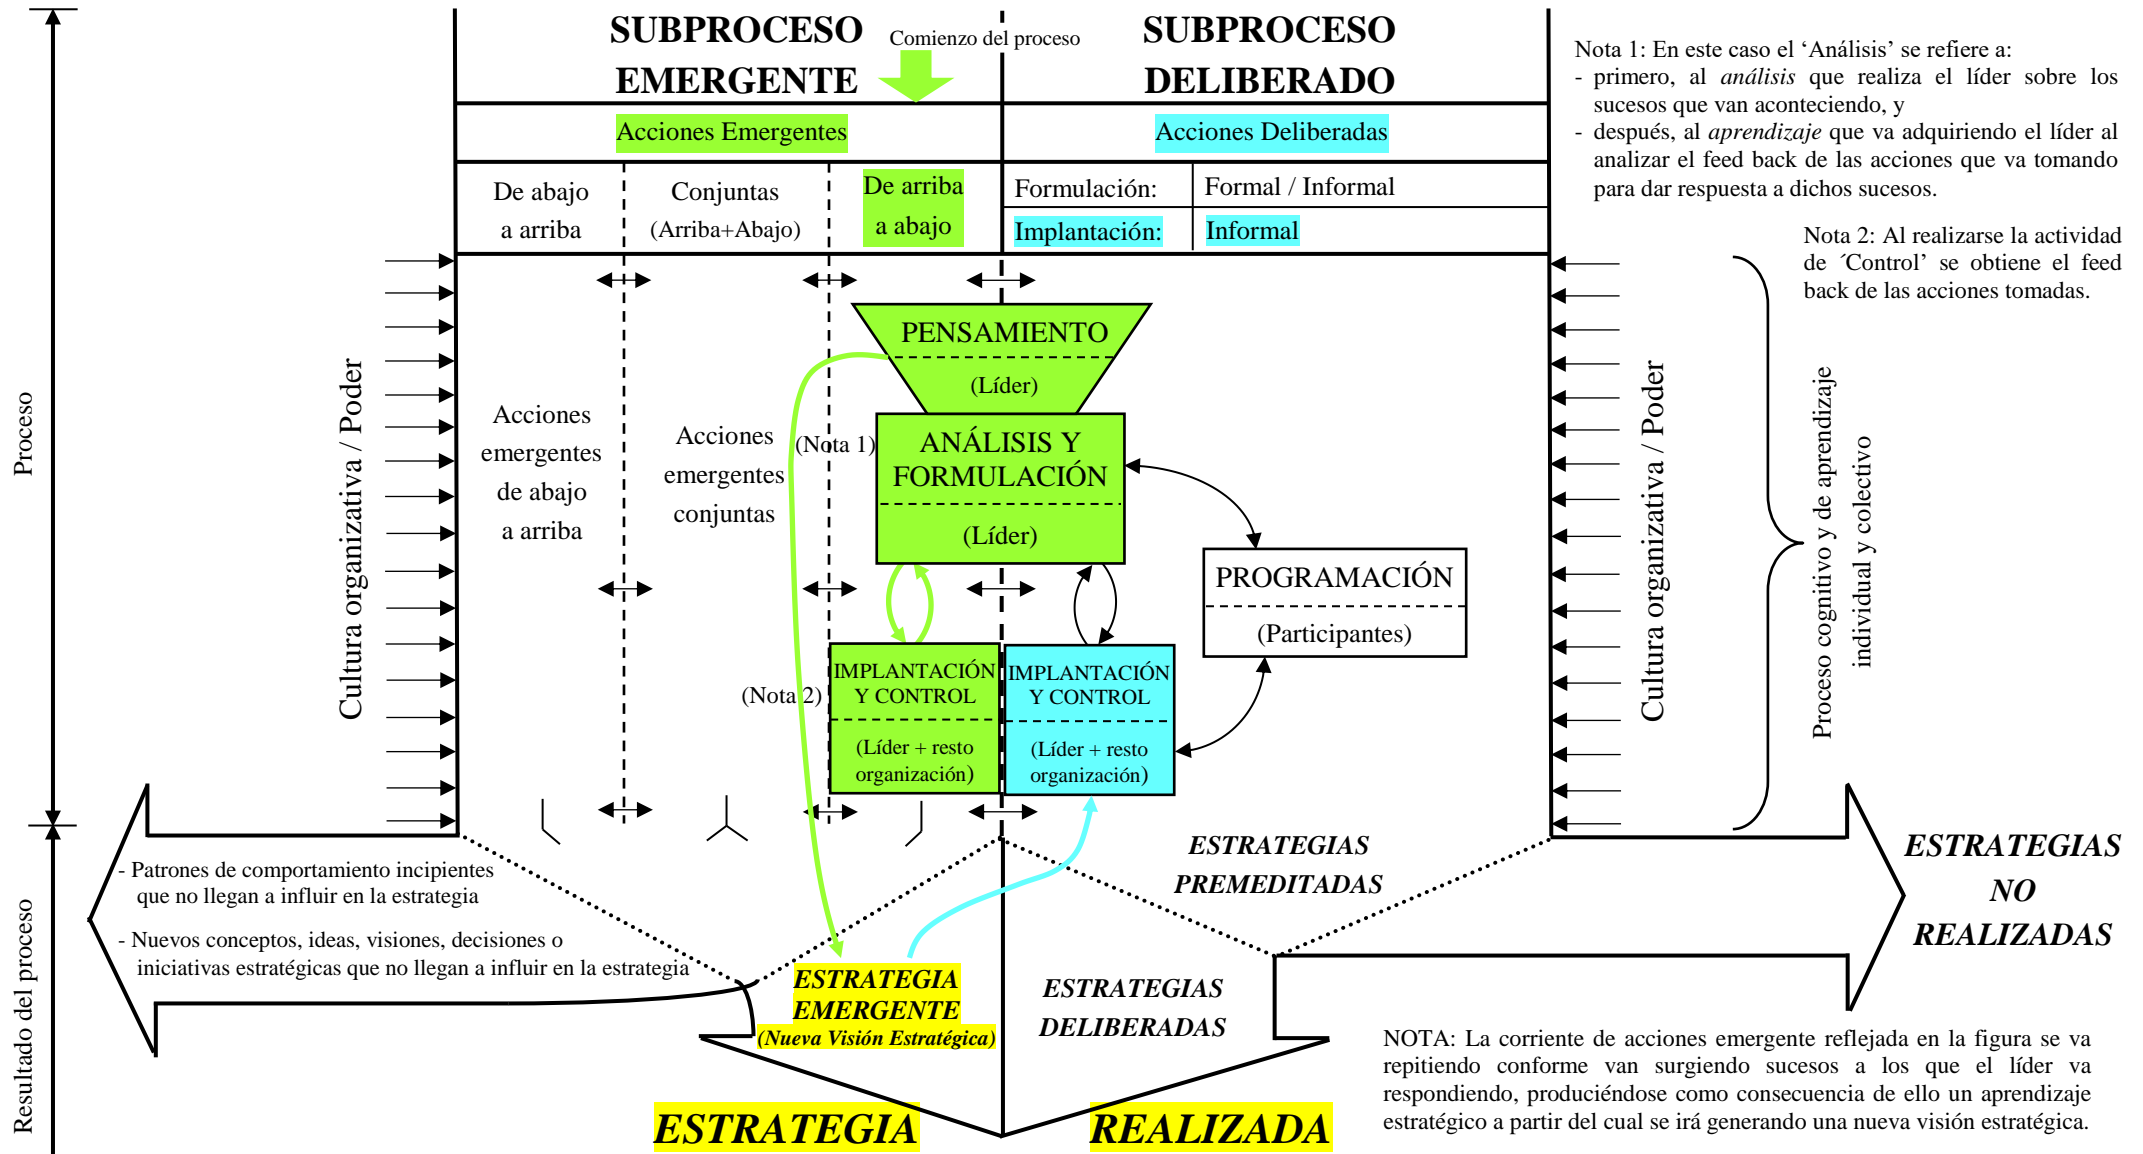 SUBPROCESO
EMERGENTE
Comienzo del proceso
SUBPROCESO
DELIBERADO
Acciones Emergentes
Acciones Deliberadas
De abajo
a arriba
Conjuntas
(Arriba+Abajo)
De arriba
a abajo
Formulación:
Formal / Informal
Implantación:
Informal
Nota 1: En este caso el ‘Análisis’ se refiere a:
- primero, al análisis que realiza el líder sobre los
sucesos que van aconteciendo, y
- después, al aprendizaje que va adquiriendo el líder al
analizar el feed back de las acciones que va tomando
para dar respuesta a dichos sucesos.
Nota 2: Al realizarse la actividad
de ´Control’ se obtiene el feed
back de las acciones tomadas.
Proceso
Cultura organizativa / Poder
Acciones
emergentes
de abajo
a arriba
Acciones
emergentes
conjuntas
PENSAMIENTO
(Líder)
(Nota 1)
ANÁLISIS Y
FORMULACIÓN
(Líder)
PROGRAMACIÓN
(Participantes)
(Nota 2)
IMPLANTACIÓN
Y CONTROL
(Líder + resto
organización)
IMPLANTACIÓN
Y CONTROL
(Líder + resto
organización)
Cultura organizativa / Poder
Proceso cognitivo y de aprendizaje
individual y colectivo
Resultado del proceso
- Patrones de comportamiento incipientes
que no llegan a influir en la estrategia
- Nuevos conceptos, ideas, visiones, decisiones o
iniciativas estratégicas que no llegan a influir en la estrategia
ESTRATEGIAS
PREMEDITADAS
ESTRATEGIAS
NO
REALIZADAS
ESTRATEGIA
EMERGENTE
(Nueva Visión Estratégica)
ESTRATEGIAS
DELIBERADAS
NOTA: La corriente de acciones emergente reflejada en la figura se va
repitiendo conforme van surgiendo sucesos a los que el líder va
respondiendo, produciéndose como consecuencia de ello un aprendizaje
estratégico a partir del cual se irá generando una nueva visión estratégica.
ESTRATEGIA
REALIZADA